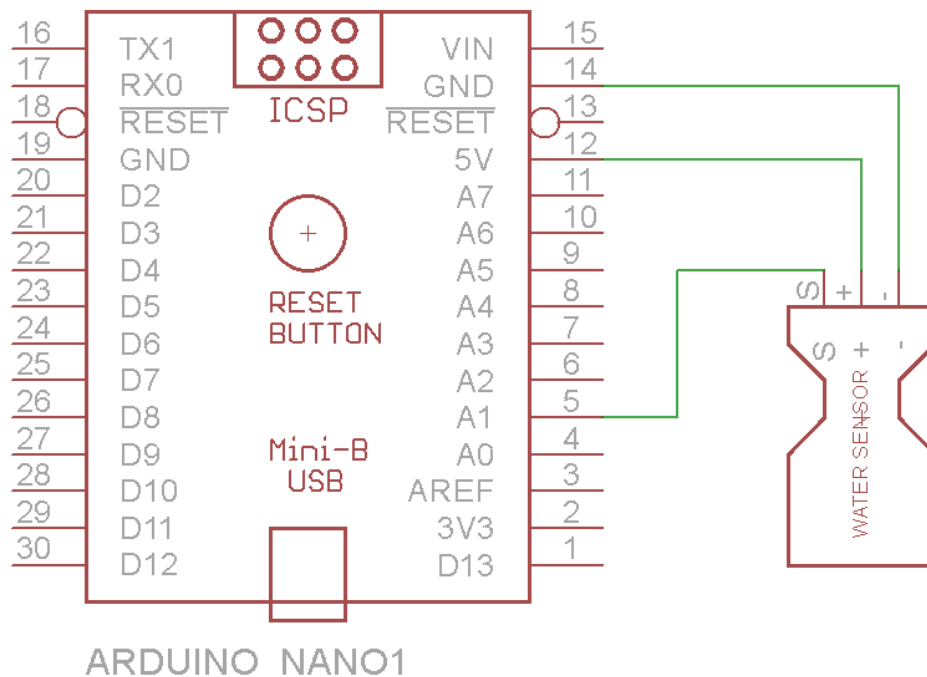 16 TX1 VIN 15
17 RX0 GND 14
18 RESET ICSP RESET 13
19 GND 5V 12
20 D2 A7 11
21 D3 A6 10
22 D4 A5 9
S + -
23 D5 RESET A4 8
24 D6 BUTTON A3 7
S + -
25 D7 A2 6
26 D8 A1 5
27 D9 Mini-B A0 4
28 D10 USB AREF 3
29 D11 3V3 2
30 D12 D13 1
WATER SENSOR
ARDUINO NANO1